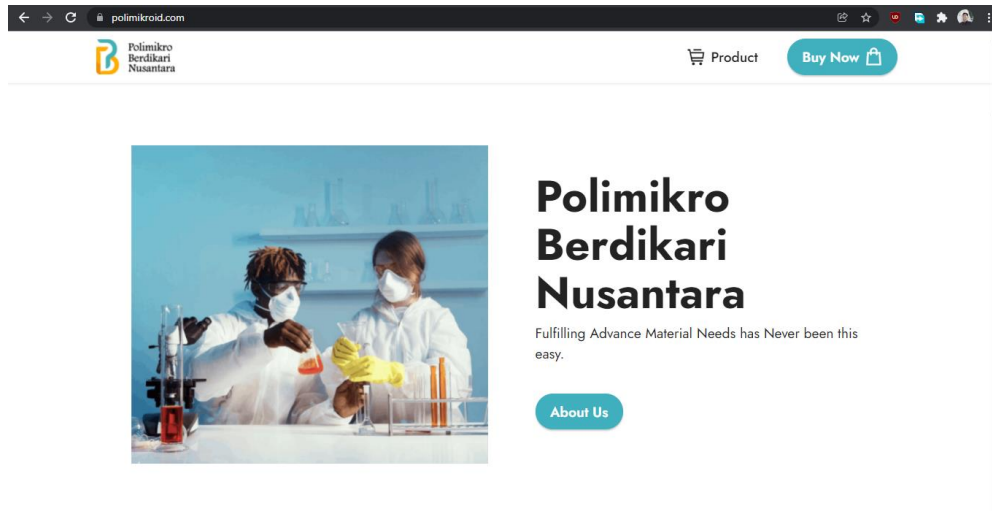 polimikroid.com
Polimikro
Berdikari
Nusantara
Product
Buy Now
Polimikro
Berdikari
Nusantara
Fulfilling Advance Material Needs has Never been this
easy.
About Us